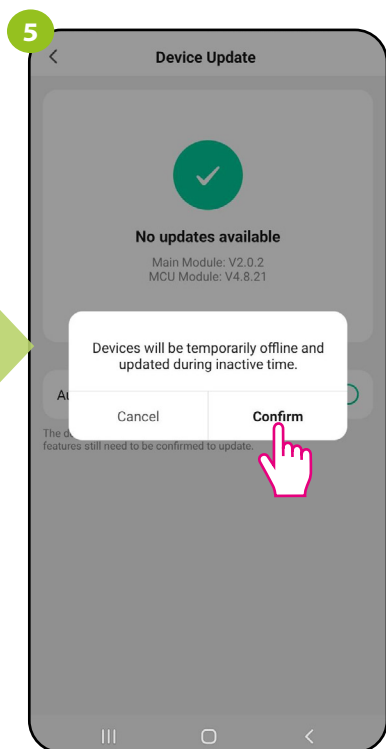 5
Device Update
No updates available
Main Module: V2.0.2
MCU Module: V4.8.21
Devices will be temporarily offline and
updated during inactive time.
Cancel
Confirm
The
features still need to be confirmed to update.